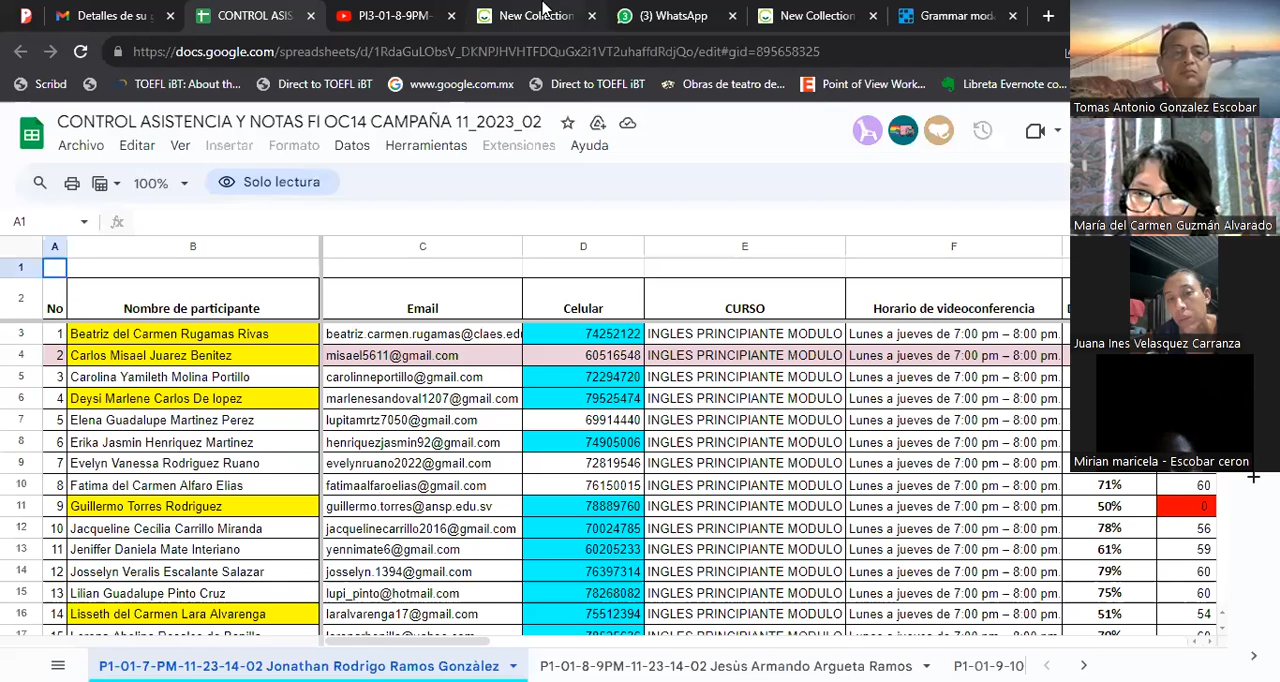 Detalles de su g
CONTROL ASIS
PI3-01-8-9PM-
New Collection
(3) WhatsApp
New Collection
Grammar mod
https://docs.google.com/spreadsheets/d/1RdaGuLObsV_DKNPJHVHTFDQuGx2i1VT2uhaffdRdjQo/edit#gid=895658325
Scribd
TOEFL iBT: About th...
Direct to TOEFL iBT
www.google.com.mx
Direct to TOEFL iBT
Obras de teatro de...
Point of View Work...
Libreta Evernote co...
CONTROL ASISTENCIA Y NOTAS FI OC14 CAMPAÑA 11_2023_02
Archivo Editar Ver Insertar Formato Datos Herramientas Extensiones Ayuda
100% Solo lectura
A1 fx
A B C D E F
1
2 No Nombre de participante Email Celular CURSO Horario de videoconferencia
3 1 Beatriz del Carmen Rugamas Rivas beatriz.carmen.rugamas@claes.ed 74252122 INGLES PRINCIPIANTE MODULO Lunes a jueves de 7:00 pm – 8:00 pm.
4 2 Carlos Misael Juarez Benitez misael5611@gmail.com 60516548 INGLES PRINCIPIANTE MODULO Lunes a jueves de 7:00 pm – 8:00 pm.
5 3 Carolina Yamileth Molina Portillo carolinneportillo@gmail.com 72294720 INGLES PRINCIPIANTE MODULO Lunes a jueves de 7:00 pm – 8:00 pm.
6 4 Deysi Marlene Carlos De lopez marlenesandoval1207@gmail.com 79525474 INGLES PRINCIPIANTE MODULO Lunes a jueves de 7:00 pm – 8:00 pm.
7 5 Elena Guadalupe Martinez Perez lupitamrtz7050@gmail.com 69914440 INGLES PRINCIPIANTE MODULO Lunes a jueves de 7:00 pm – 8:00 pm.
8 6 Erika Jasmin Henriquez Martinez henriquezjasmin92@gmail.com 74905006 INGLES PRINCIPIANTE MODULO Lunes a jueves de 7:00 pm – 8:00 pm.
9 7 Evelyn Vanessa Rodriguez Ruano evelynruano2022@gmail.com 72819546 INGLES PRINCIPIANTE MODULO Lunes a jueves de 7:00 pm – 8:00 pm.
10 8 Fatima del Carmen Alfaro Elias fatimaalfaroelias@gmail.com 76150015 INGLES PRINCIPIANTE MODULO Lunes a jueves de 7:00 pm – 8:00 pm. 71% 60
11 9 Guillermo Torres Rodriguez guillermo.torres@ansp.edu.sv 78889760 INGLES PRINCIPIANTE MODULO Lunes a jueves de 7:00 pm – 8:00 pm. 50% 0
12 10 Jacqueline Cecilia Carrillo Miranda jacquelinecarrillo2016@gmail.com 70024785 INGLES PRINCIPIANTE MODULO Lunes a jueves de 7:00 pm – 8:00 pm. 78% 56
13 11 Jeniffer Daniela Mate Interiano yennimate6@gmail.com 60205233 INGLES PRINCIPIANTE MODULO Lunes a jueves de 7:00 pm – 8:00 pm. 61% 59
14 12 Josselyn Veralis Escalante Salazar josselyn.1394@gmail.com 76397314 INGLES PRINCIPIANTE MODULO Lunes a jueves de 7:00 pm – 8:00 pm. 79% 60
15 13 Lilian Guadalupe Pinto Cruz lupi_pinto@hotmail.com 78268082 INGLES PRINCIPIANTE MODULO Lunes a jueves de 7:00 pm – 8:00 pm. 75% 60
16 14 Lisseth del Carmen Lara Alvarenga laralvarenga17@gmail.com 75512394 INGLES PRINCIPIANTE MODULO Lunes a jueves de 7:00 pm – 8:00 pm. 51% 54
P1-01-7-PM-11-23-14-02 Jonathan Rodrigo Ramos Gonzàlez
P1-01-8-9PM-11-23-14-02 Jesùs Armando Argueta Ramos
P1-01-9-10
Tomas Antonio Gonzalez Escobar
María del Carmen Guzmán Alvarado
Juana Ines Velasquez Carranza
Mirian maricela - Escobar ceron